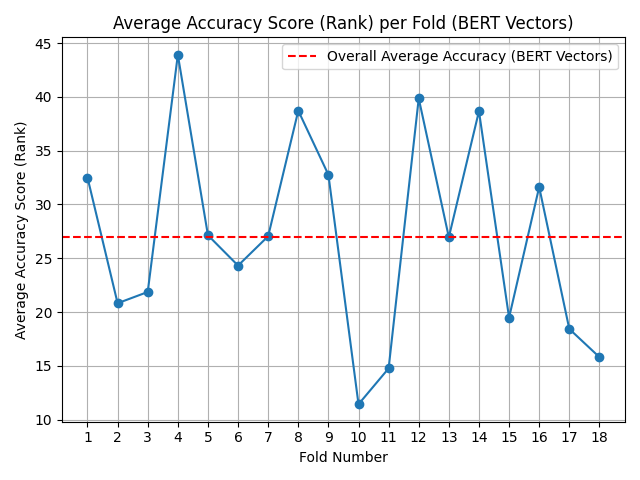 Average Accuracy Score (Rank) per Fold (BERT Vectors)
Overall Average Accuracy (BERT Vectors)
Average Accuracy Score (Rank)
45
40
35
30
25
20
15
10
1 2 3 4 5 6 7 8 9 10 11 12 13 14 15 16 17 18
Fold Number